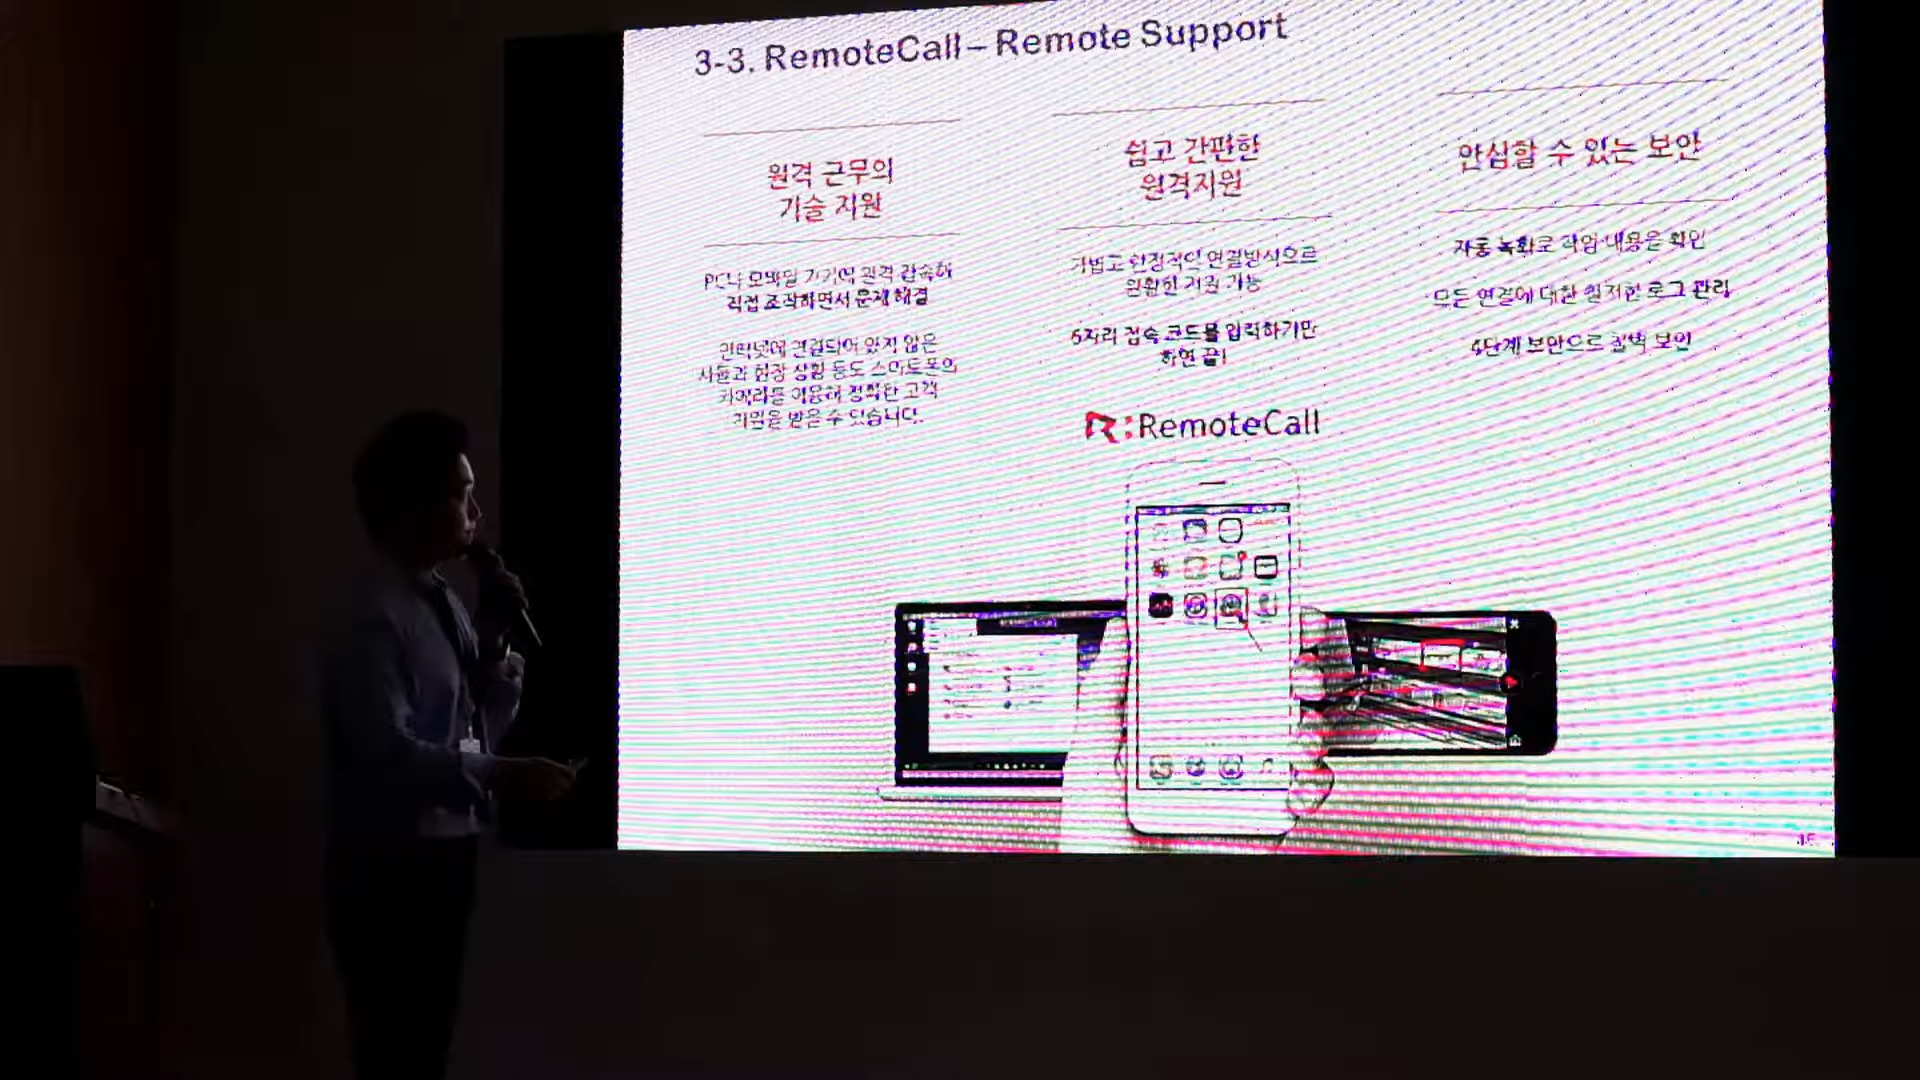 3-3. RemoteCall – Remote Support
원격 근무의
기술 지원
PC나 모바일 기기에 원격 접속해
직접 조작하면서 문제 해결
인터넷에 연결되어 있지 않은
사물과 현장 상황 등도 스마트폰의
카메라를 이용해 정확한 고객
지원을 받을 수 있습니다.
쉽고 간편한
원격지원
가볍고 안정적인 연결방식으로
원활한 지원 가능
6자리 접속 코드를 입력하기만
하면 끝!
안심할 수 있는 보안
자동 녹화로 작업 내용을 확인
모든 연결에 대한 철저한 로그 관리
4단계 보안으로 철벽 보안
R:RemoteCall